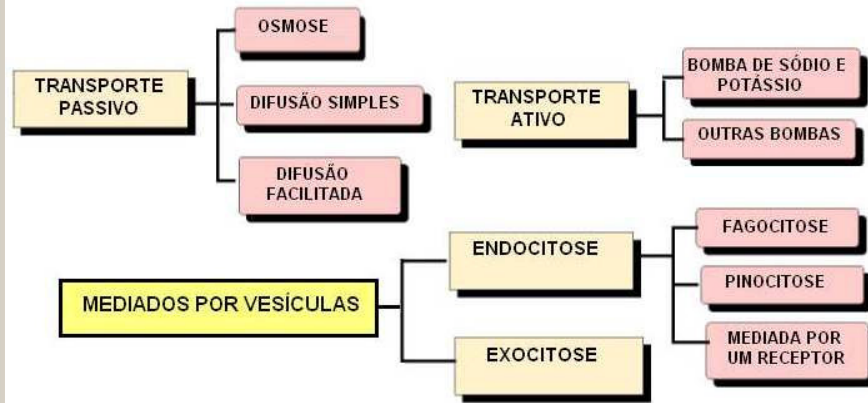 TRANSPORTE
PASSIVO
OSMOSE
DIFUSÃO SIMPLES
DIFUSÃO
FACILITADA
TRANSPORTE
ATIVO
BOMBA DE SÓDIO E
POTÁSSIO
OUTRAS BOMBAS
MEDIADOS POR VESÍCULAS
ENDOCITOSE
FAGOCITOSE
PINOCITOSE
MEDIADA POR
UM RECEPTOR
EXOCITOSE